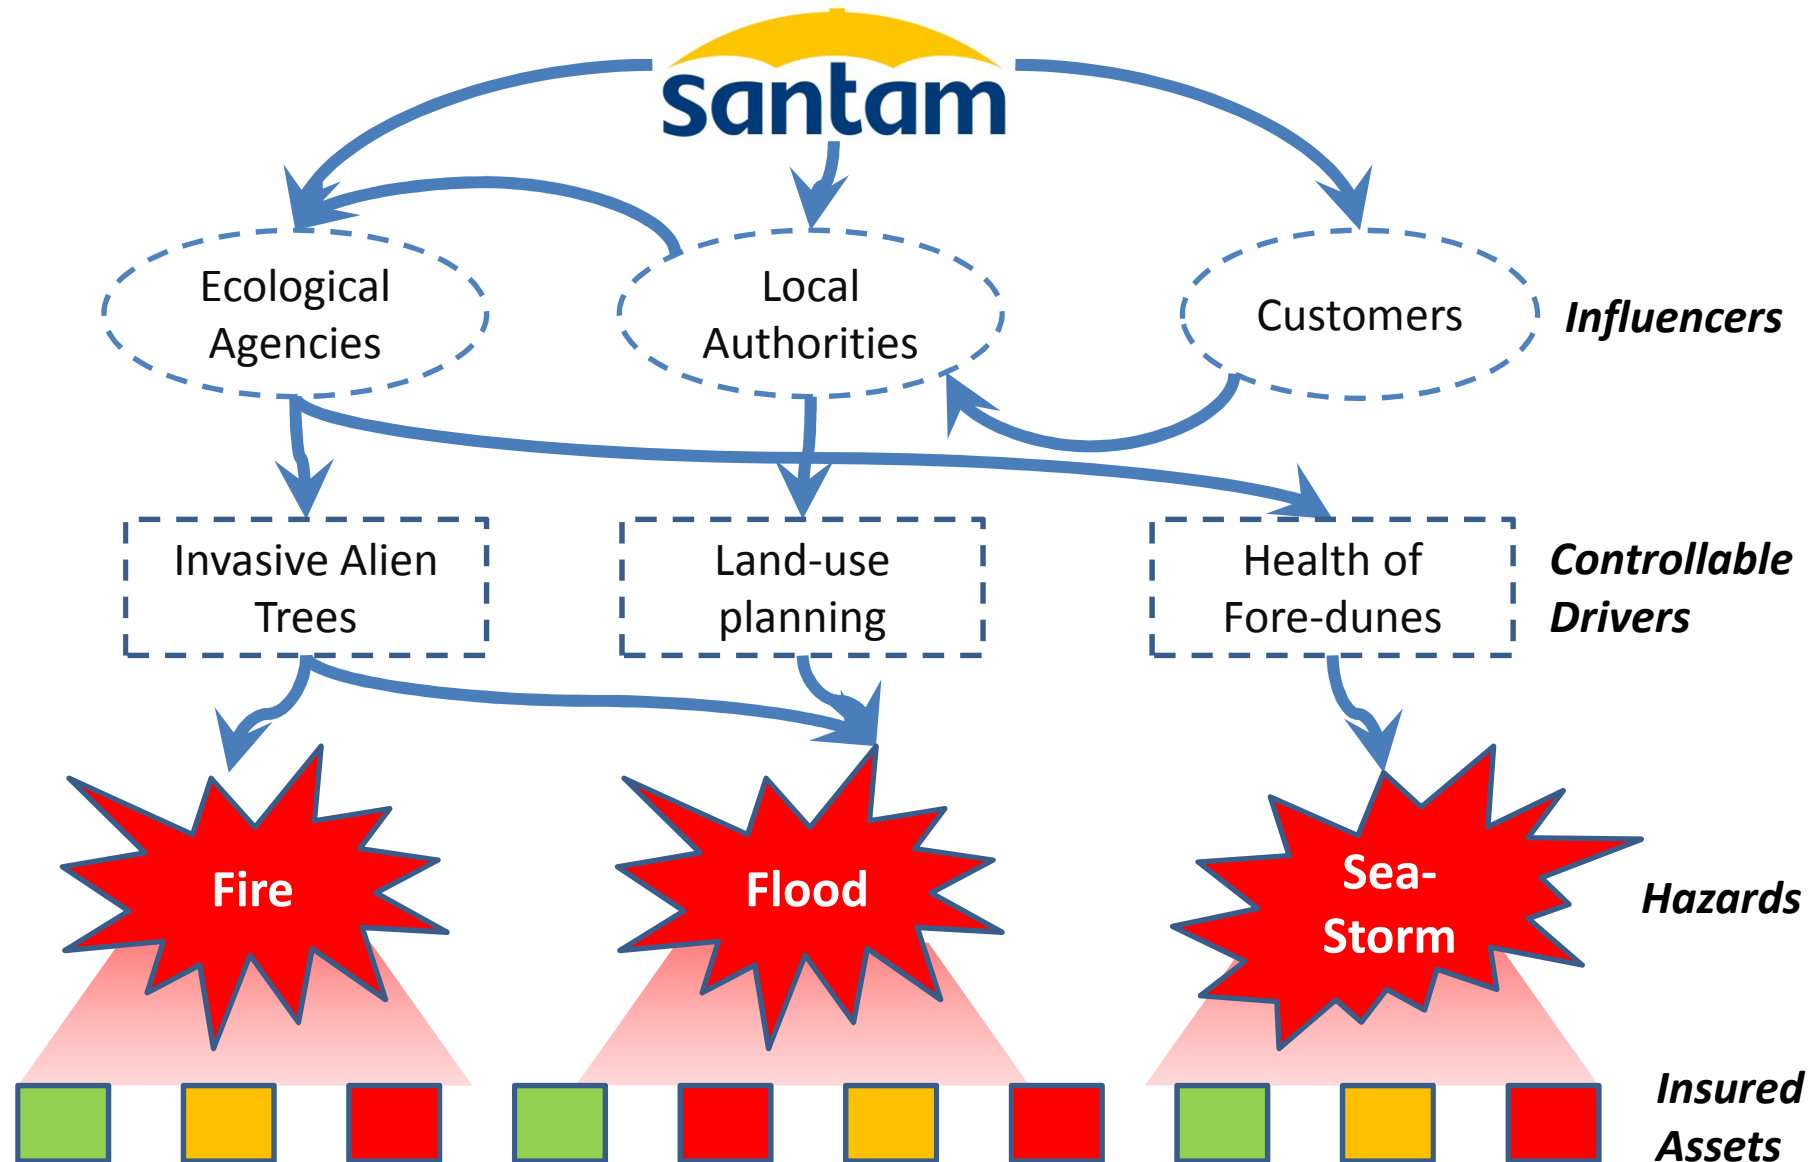 santam
Ecological
Agencies
Local
Authorities
Customers
Influencers
Invasive Alien
Trees
Land-use
planning
Health of
Fore-dunes
Controllable
Drivers
Fire
Flood
Sea-
Storm
Hazards
Insured
Assets